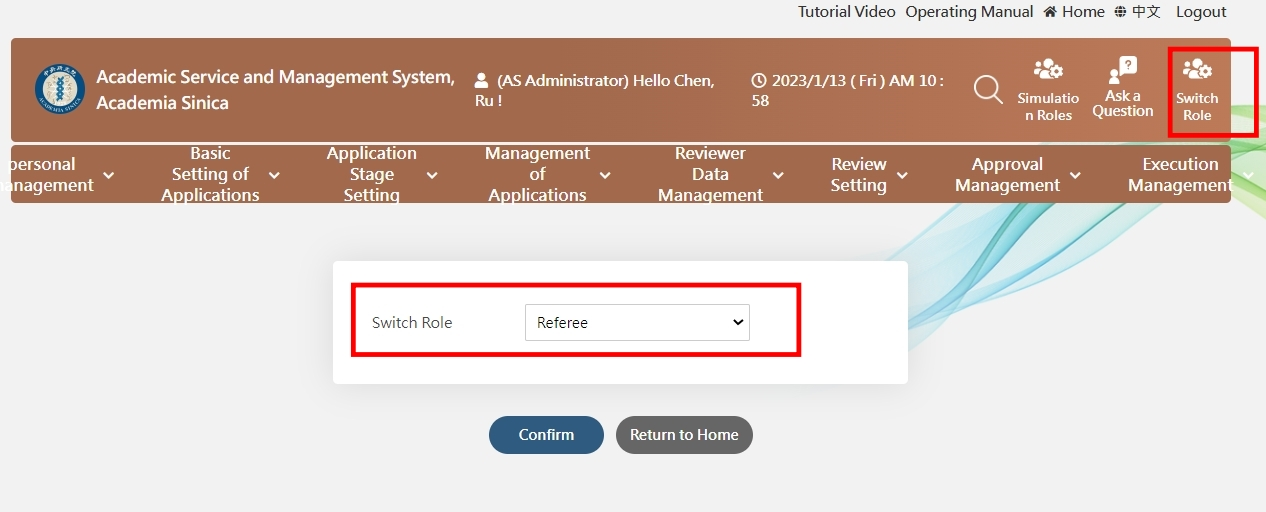 Tutorial Video Operating Manual Home 中文 Logout
Academic Service and Management System,
Academia Sinica
(AS Administrator) Hello Chen,
Ru !
2023/1/13 ( Fri ) AM 10 :
58
Simulatio
n Roles
Ask a
Question
Switch
Role
personal
anagement
Basic
Setting of
Applications
Application
Stage
Setting
Management
of
Applications
Reviewer
Data
Management
Review
Setting
Approval
Management
Execution
Management
Switch Role
Referee
Confirm
Return to Home